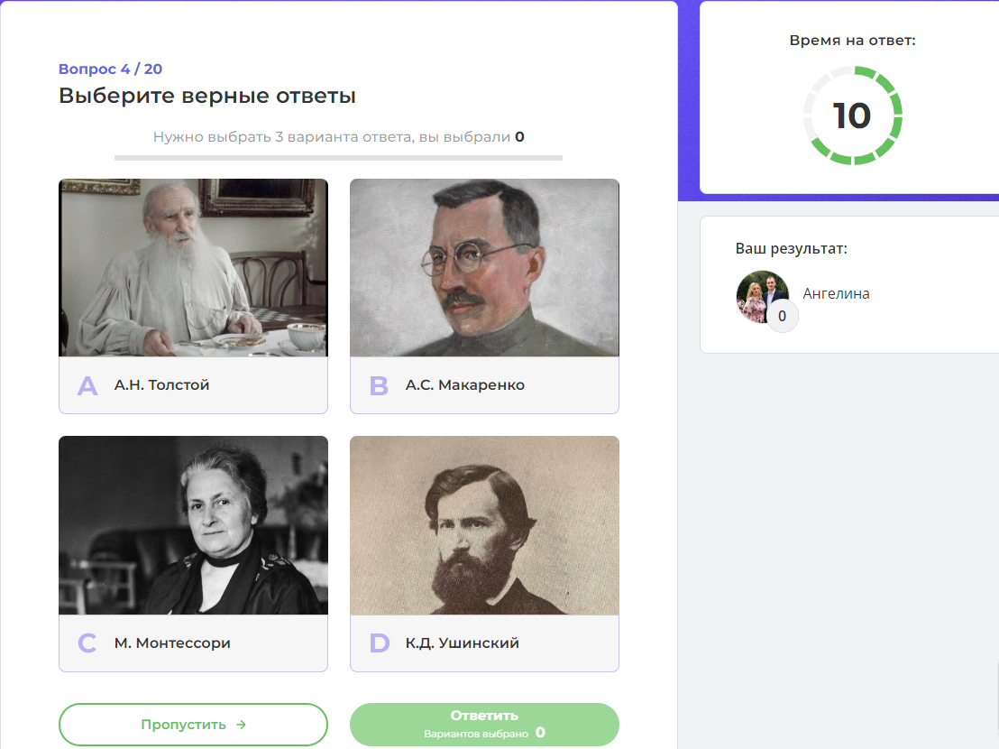 Вопрос 4 / 20
Выберите верные ответы
Нужно выбрать 3 варианта ответа, вы выбрали 0
A А.Н. Толстой
B А.С. Макаренко
C М. Монтессори
D К.Д. Ушинский
Пропустить →
Ответить
Вариантов выбрано 0
Время на ответ:
10
Ваш результат:
Ангелина
0